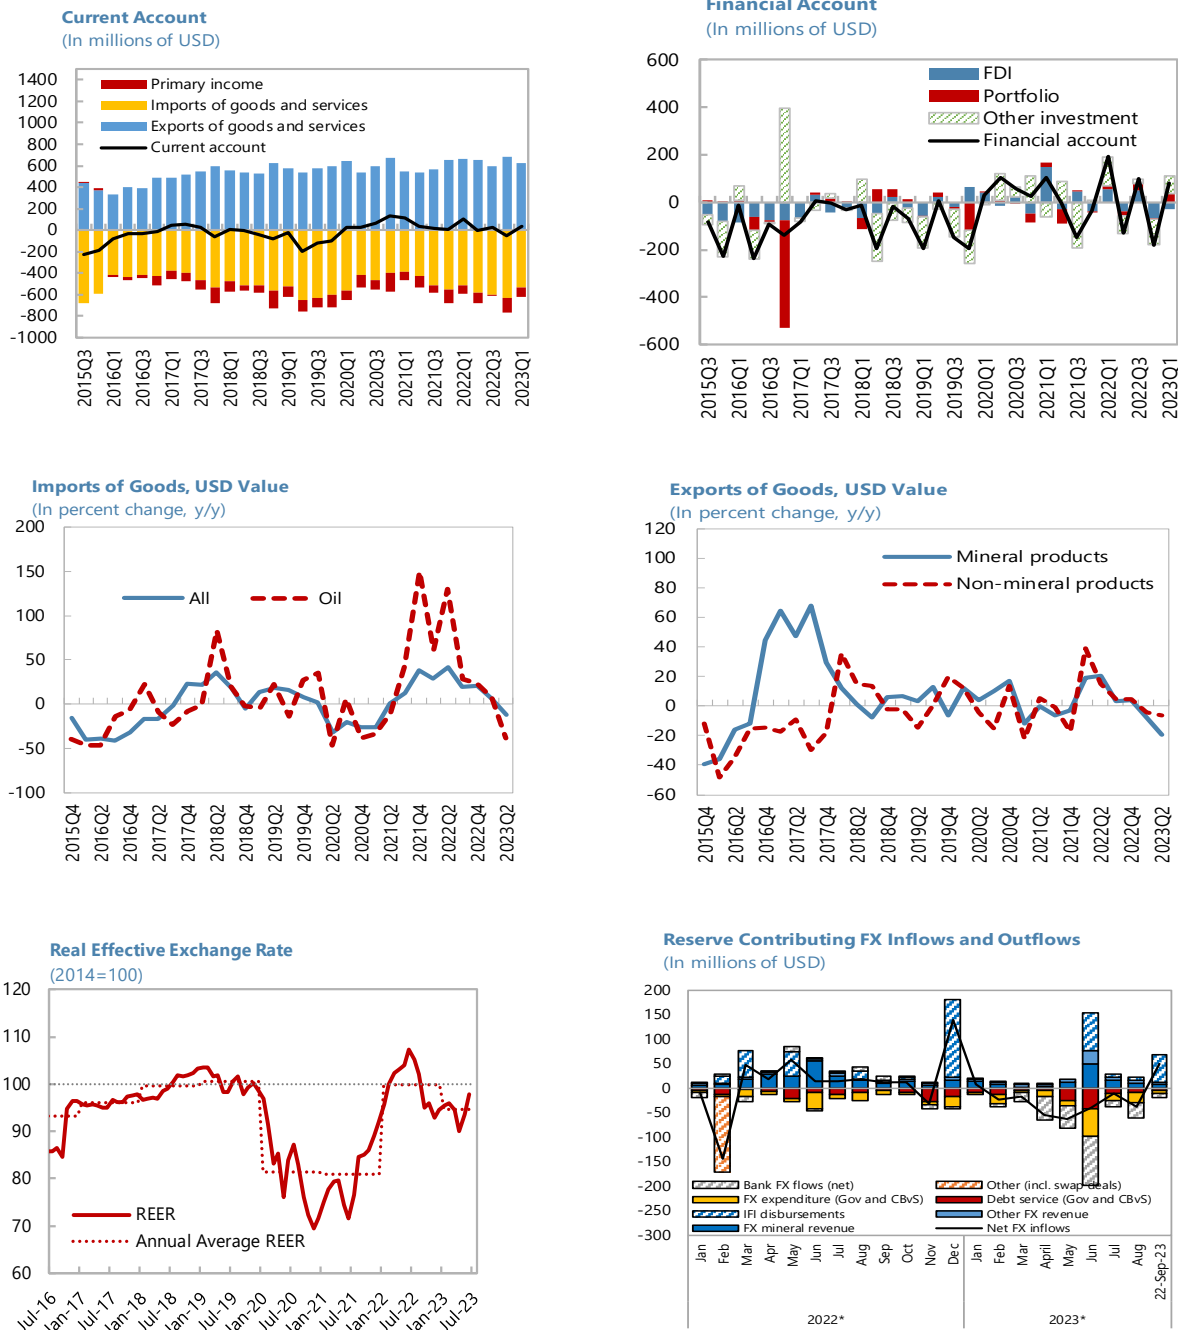 Current Account
(In millions of USD)
1400
1200
1000
800
600
400
200
0
-200
-400
-600
-800
-1000
Primary income
Imports of goods and services
Exports of goods and services
Current account
2015Q3
2016Q1
2016Q3
2017Q1
2017Q3
2018Q1
2018Q3
2019Q1
2019Q3
2020Q1
2020Q3
2021Q1
2021Q3
2022Q1
2022Q3
2023Q1
Financial Account
(In millions of USD)
600
400
200
0
-200
-400
-600
FDI
Portfolio
Other investment
Financial account
2015Q3
2016Q1
2016Q3
2017Q1
2017Q3
2018Q1
2018Q3
2019Q1
2019Q3
2020Q1
2020Q3
2021Q1
2021Q3
2022Q1
2022Q3
2023Q1
Imports of Goods, USD Value
(In percent change, y/y)
200
150
100
50
0
-50
-100
All
Oil
2015Q4
2016Q2
2016Q4
2017Q2
2017Q4
2018Q2
2018Q4
2019Q2
2019Q4
2020Q2
2020Q4
2021Q2
2021Q4
2022Q2
2022Q4
2023Q2
Exports of Goods, USD Value
(In percent change, y/y)
120
100
80
60
40
20
0
-20
-40
-60
Mineral products
Non-mineral products
2015Q4
2016Q2
2016Q4
2017Q2
2017Q4
2018Q2
2018Q4
2019Q2
2019Q4
2020Q2
2020Q4
2021Q2
2021Q4
2022Q2
2022Q4
2023Q2
Real Effective Exchange Rate
(2014=100)
120
110
100
90
80
70
60
REER
Annual Average REER
Jul-16
Jan-17
Jul-17
Jan-18
Jul-18
Jan-19
Jul-19
Jan-20
Jul-20
Jan-21
Jul-21
Jan-22
Jul-22
Jan-23
Jul-23
Reserve Contributing FX Inflows and Outflows
(In millions of USD)
200
150
100
50
0
-50
-100
-150
-200
-300
Bank FX flows (net)
Other (incl. swap deals)
FX expenditure (Gov and CBvS)
Debt service (Gov and CBvS)
IFI disbursements
Other FX revenue
FX mineral revenue
Net FX inflows
Jan
Feb
Mar
Apr
May
Jun
Jul
Aug
Sep
Oct
Nov
Dec
Jan
Feb
Mar
April
May
Jun
Jul
Aug
22-Sep-23
2022*
2023*